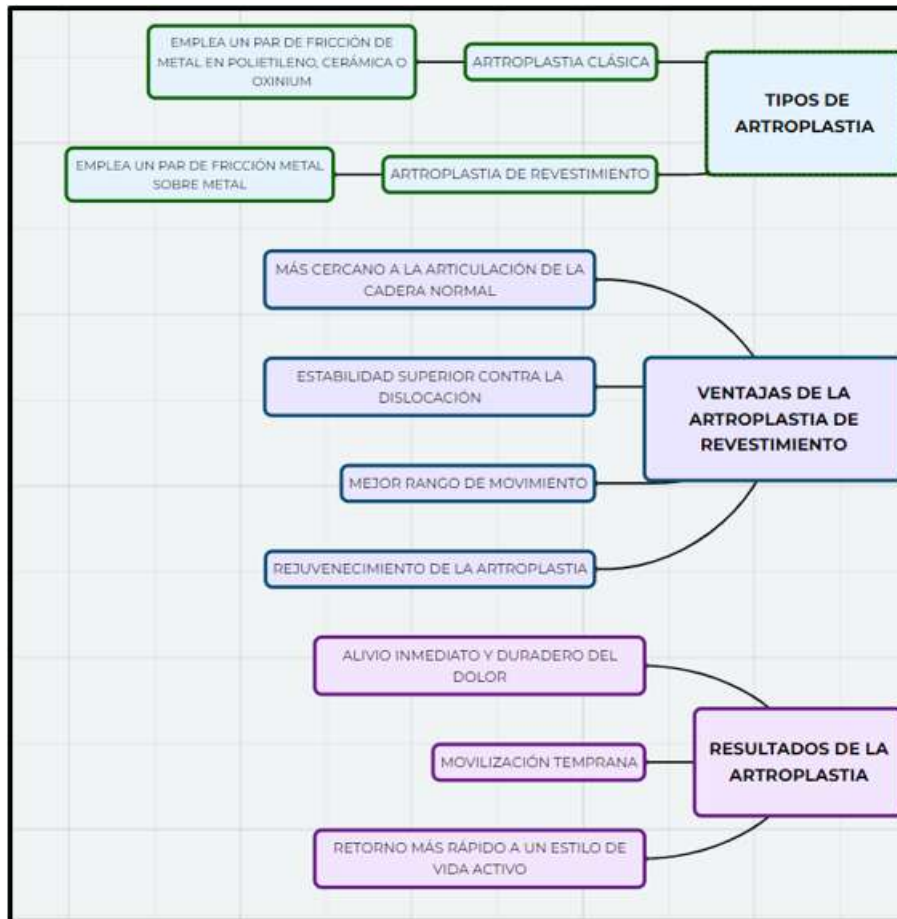 EMPLEA UN PAR DE FRICCIÓN DE
METAL EN POLIETILENO, CERÁMICA O
OXINIUM
ARTROPLASTIA CLÁSICA
TIPOS DE
ARTROPLASTIA
EMPLEA UN PAR DE FRICCIÓN METAL
SOBRE METAL
ARTROPLASTIA DE REVESTIMIENTO
MÁS CERCANO A LA ARTICULACIÓN DE LA
CADERA NORMAL
ESTABILIDAD SUPERIOR CONTRA LA
DISLOCACIÓN
VENTAJAS DE LA
ARTROPLASTIA DE
REVESTIMIENTO
MEJOR RANGO DE MOVIMIENTO
REJUVENECIMIENTO DE LA ARTROPLASTIA
ALIVIO INMEDIATO Y DURADERO DEL
DOLOR
RESULTADOS DE LA
ARTROPLASTIA
MOVILIZACIÓN TEMPRANA
RETORNO MÁS RÁPIDO A UN ESTILO DE
VIDA ACTIVO